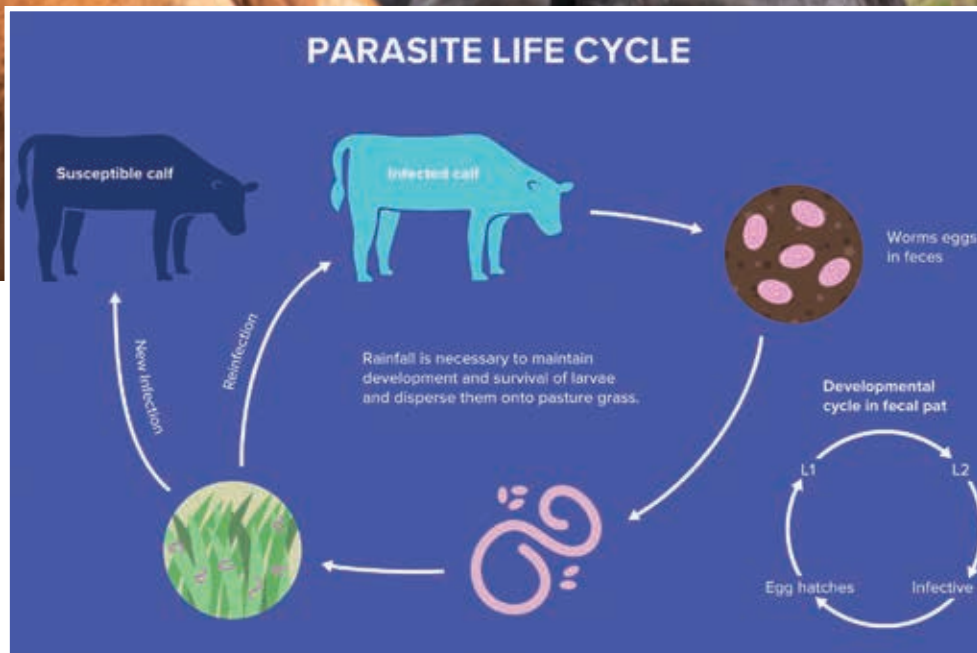 PARASITE LIFE CYCLE
Susceptible calf
Infected calf
Worms eggs
in feces
New Infection
Reinfection
Rainfall is necessary to maintain
development and survival of larvae
and disperse them onto pasture grass.
Developmental
cycle in fecal pat
L1
L2
Egg hatches
Infective